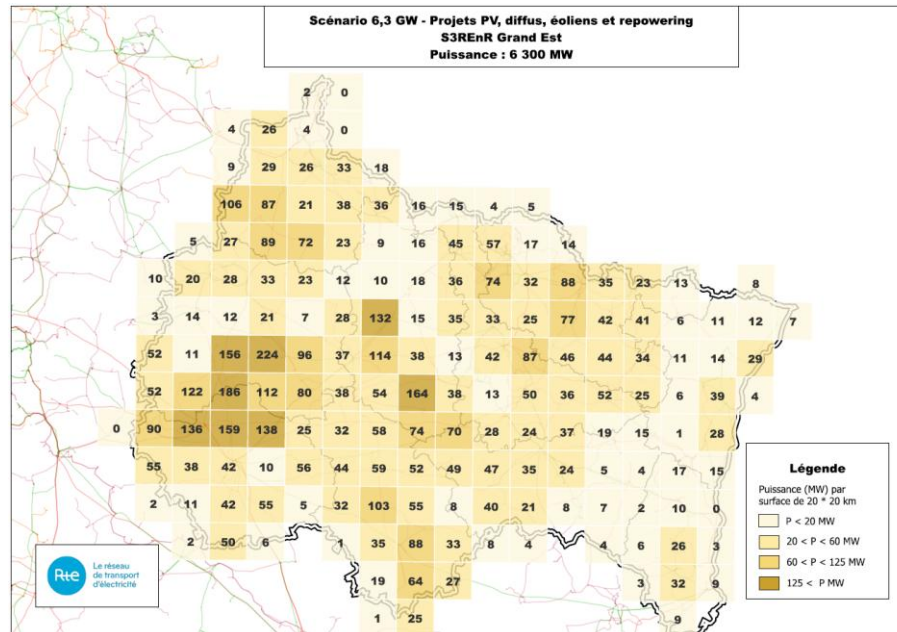 Scénario 6,3 GW - Projets PV, diffus, éoliens et repowering
S3REnR Grand Est
Puissance : 6 300 MW
2 0
4 26 4 0
9 29 26 33 18
106 87 21 38 36 16 15 4 5
5 27 89 72 23 9 16 45 57 17 14
10 20 28 33 23 12 10 18 36 74 32 88 35 23 13 8
3 14 12 21 7 28 132 15 35 33 25 77 42 41 6 11 12 7
52 11 156 224 96 37 114 38 13 42 87 46 44 34 11 14 29
52 122 186 112 80 38 54 164 38 13 50 36 52 25 6 39 4
0 90 136 159 138 25 32 58 74 70 28 24 37 19 15 1 28
55 38 42 10 56 44 59 52 49 47 35 24 5 4 17 15
2 11 42 55 5 32 103 55 8 40 21 8 7 2 10 0
2 50 6 1 35 88 33 8 4 4 6 26 3
19 64 27 3 32 9
1 25 9
Légende
Puissance (MW) par
surface de 20 * 20 km
P < 20 MW
20 < P < 60 MW
60 < P < 125 MW
125 < P MW
Rte
Le réseau
de transport
d'électricité